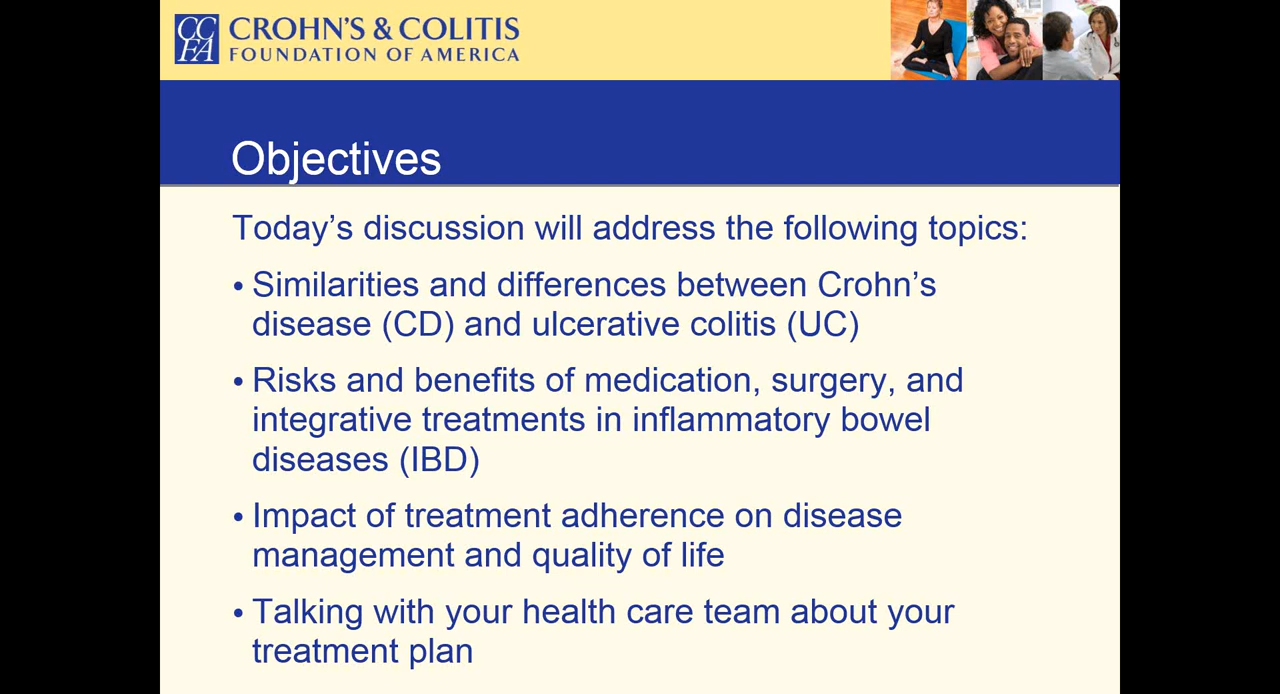 CC
FA
CROHN'S & COLITIS
FOUNDATION OF AMERICA
Objectives
Today's discussion will address the following topics:
• Similarities and differences between Crohn's
disease (CD) and ulcerative colitis (UC)
• Risks and benefits of medication, surgery, and
integrative treatments in inflammatory bowel
diseases (IBD)
• Impact of treatment adherence on disease
management and quality of life
• Talking with your health care team about your
treatment plan